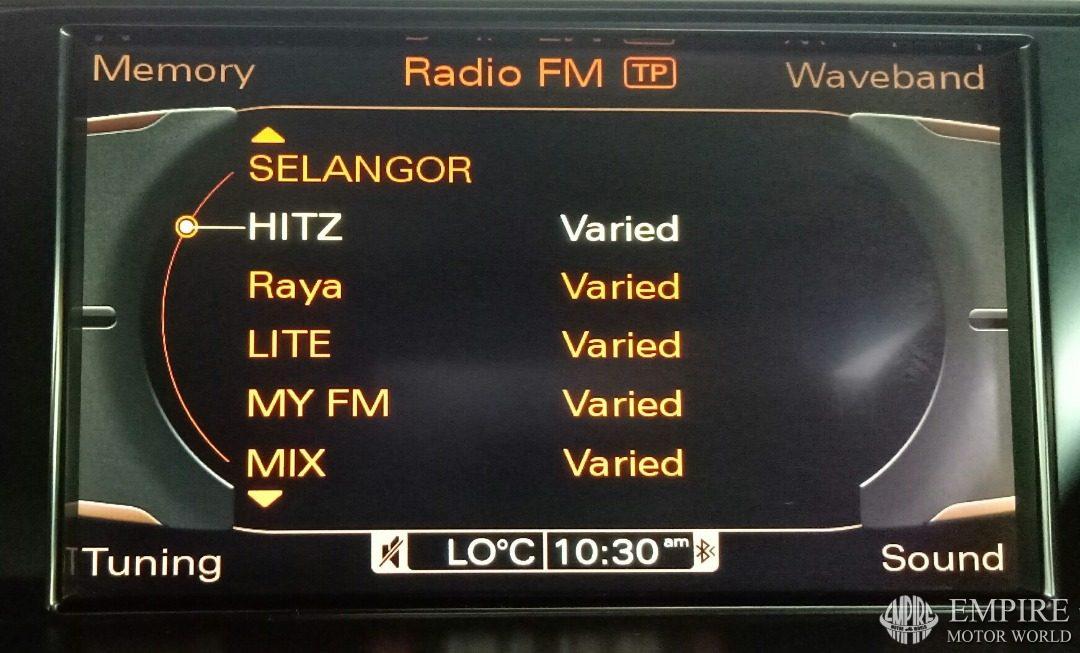 Memory Radio FM TP Waveband
SELANGOR
HITZ Varied
Raya Varied
LITE Varied
MY FM Varied
MIX Varied
Tuning LO°C 10:30 am Sound
EMPIRE
MOTOR WORLD